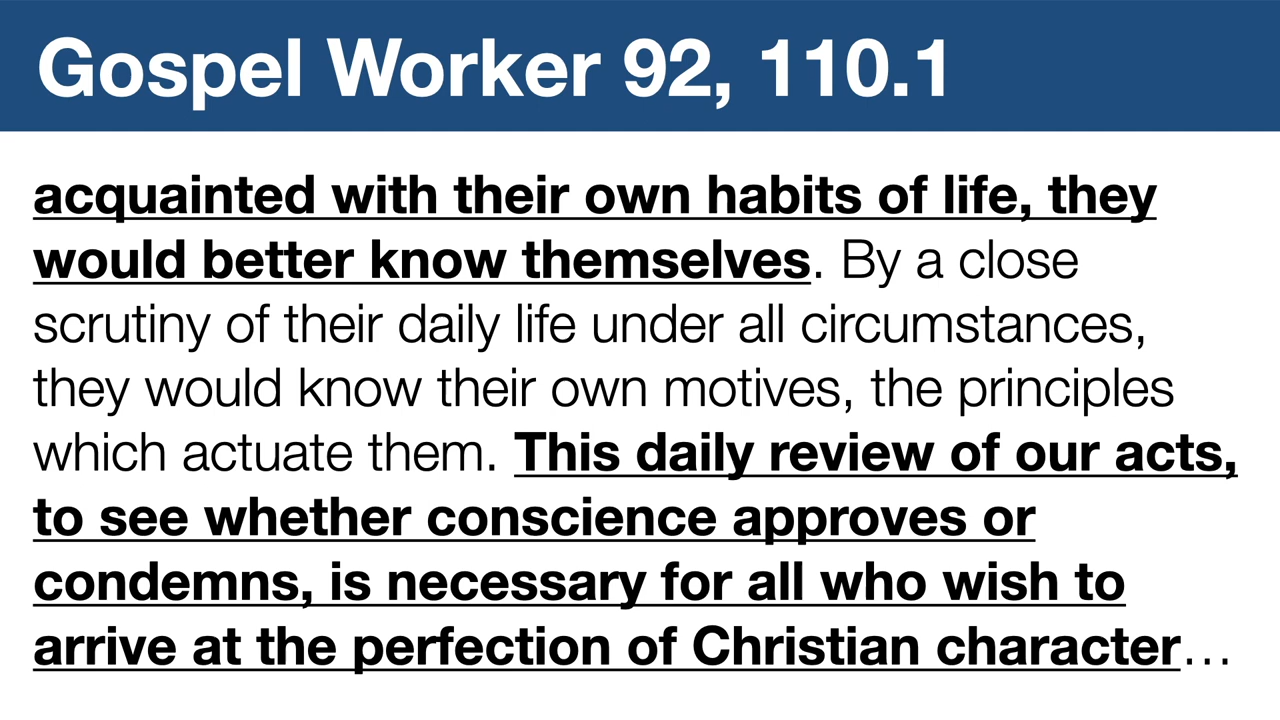 Gospel Worker 92, 110.1
acquainted with their own habits of life, they
would better know themselves. By a close
scrutiny of their daily life under all circumstances,
they would know their own motives, the principles
which actuate them. This daily review of our acts,
to see whether conscience approves or
condemns, is necessary for all who wish to
arrive at the perfection of Christian character…